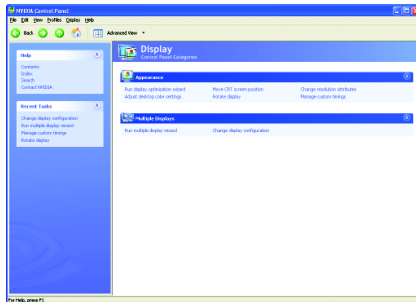 NVIDIA Control Panel
File Edit View Profiles Display Help
Back Advanced View
Display
Control Panel Categories
Help
Contents
Index
Search
Contact NVIDIA
Recent Tasks
Change display configuration
Run multiple display wizard
Manage custom timings
Rotate display
Appearance
Run display optimization wizard Move CRT screen position Change resolution attributes
Adjust desktop color settings Rotate display Manage custom timings
Multiple Displays
Run multiple display wizard Change display configuration
For Help, press F1